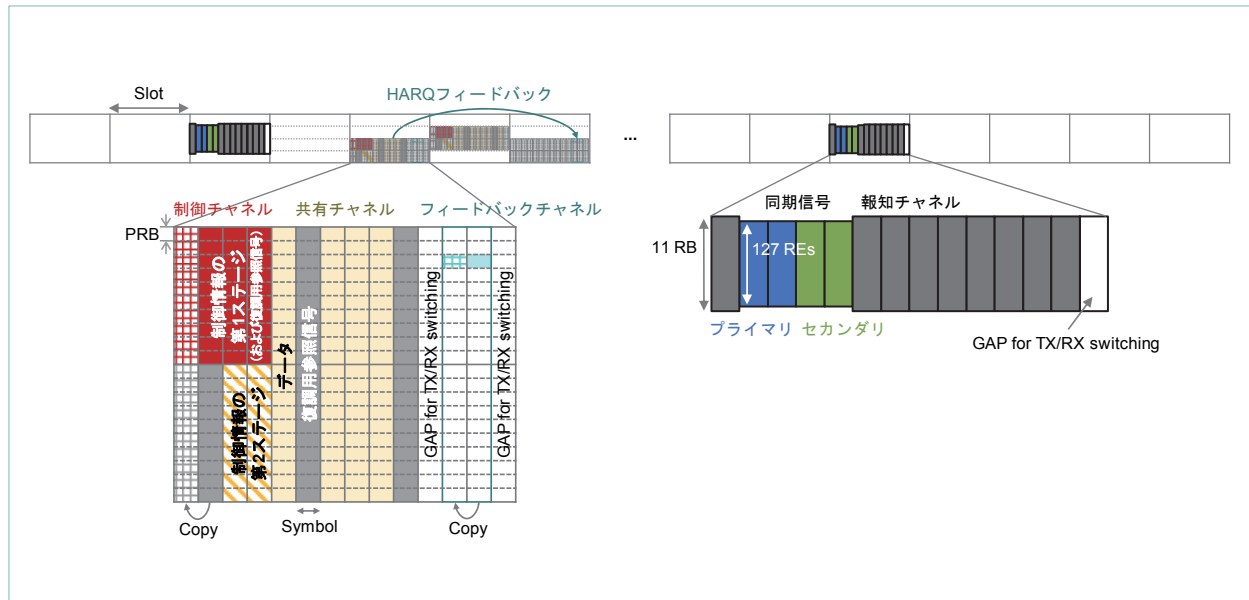 Slot
HARQフィードバック
...
制御チャネル
共有チャネル
フィードバックチャネル
PRB
制御情報の
第1ステージ
(および復調用参照信号)
制御情報の
第2ステージ
データ
復調用参照信号
GAP for TX/RX switching
GAP for TX/RX switching
Copy
Symbol
Copy
同期信号
報知チャネル
11 RB
127 REs
プライマリ
セカンダリ
GAP for TX/RX switching